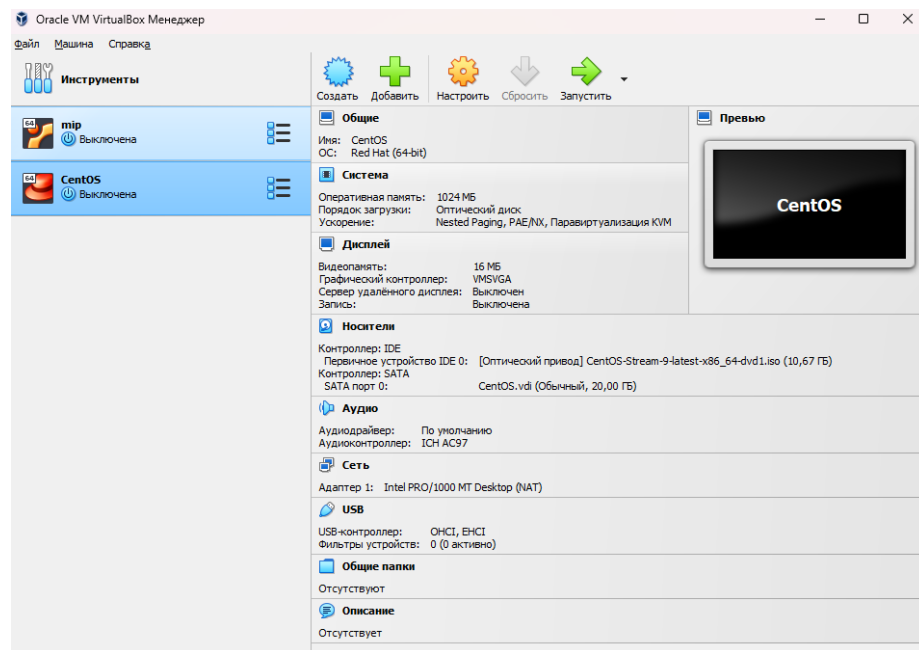 Oracle VM VirtualBox Менеджер
Файл Машина Справка
Инструменты
Создать Добавить Настроить Сбросить Запустить
64 mip
Выключена
64 CentOS
Выключена
Общие
Имя: CentOS
ОС: Red Hat (64-bit)
Превью
CentOS
Система
Оперативная память: 1024 МБ
Порядок загрузки: Оптический диск
Ускорение: Nested Paging, PAE/NX, Паравиртуализация KVM
Дисплей
Видеопамять: 16 МБ
Графический контроллер: VMSVGA
Сервер удалённого дисплея: Выключен
Запись: Выключена
Носители
Контроллер: IDE
Первичное устройство IDE 0: [Оптический привод] CentOS-Stream-9-latest-x86_64-dvd1.iso (10,67 ГБ)
Контроллер: SATA
SATA порт 0: CentOS.vdi (Обычный, 20,00 ГБ)
Аудио
Аудиодрайвер: По умолчанию
Аудиоконтроллер: ICH AC97
Сеть
Адаптер 1: Intel PRO/1000 MT Desktop (NAT)
USB
USB-контроллер: OHCI, EHCI
Фильтры устройств: 0 (0 активно)
Общие папки
Отсутствуют
Описание
Отсутствует